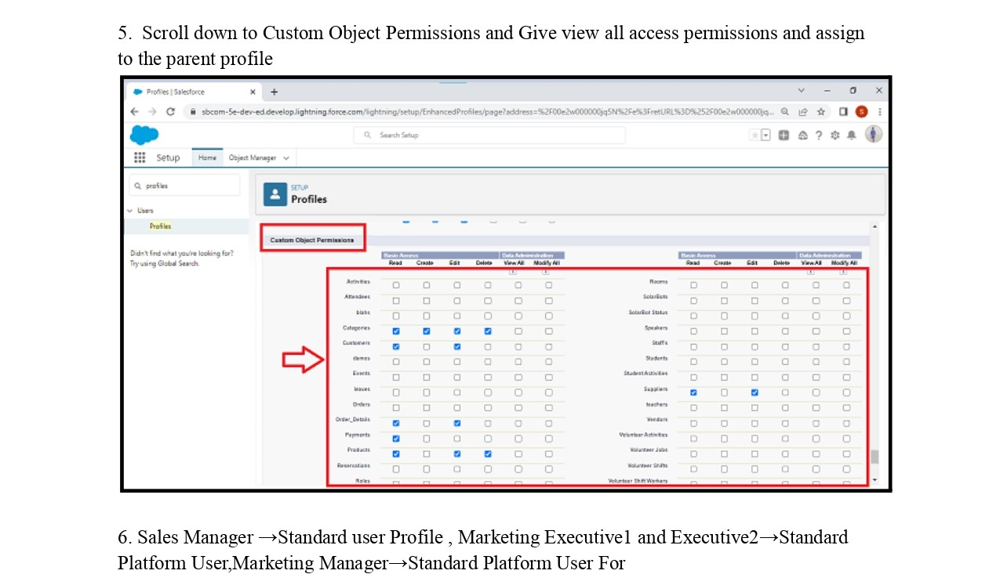 5. Scroll down to Custom Object Permissions and Give view all access permissions and assign
to the parent profile
Profiles | Salesforce
sbcom-5e-dev-ed.develop.lightning.force.com/lightning/setup/EnhancedProfiles/page?address=%2F00e2w000000jq5N%2Fe%3FretURL%3D%252F00e2w000000jq...
S
Search Setup
Setup Home Object Manager
profiles
SETUP
Profiles
Users
Profiles
Didn't find what you're looking for?
Try using Global Search.
Custom Object Permissions
Basic Access Data Administration Basic Access Data Administration
Read Create Edit Delete View All Modify All Read Create Edit Delete View All Modify All
Activities Rooms
Attendees SolarBots
blahs SolarBot Status
Categories Speakers
Customers Staffs
demos Students
Events Student Activities
leaves Suppliers
Orders teachers
Order_Details Vendors
Payments Volunteer Activities
Products Volunteer Jobs
Reservations Volunteer Shifts
Roles Volunteer Shift Workers
6. Sales Manager →Standard user Profile , Marketing Executive1 and Executive2→Standard
Platform User,Marketing Manager→Standard Platform User For